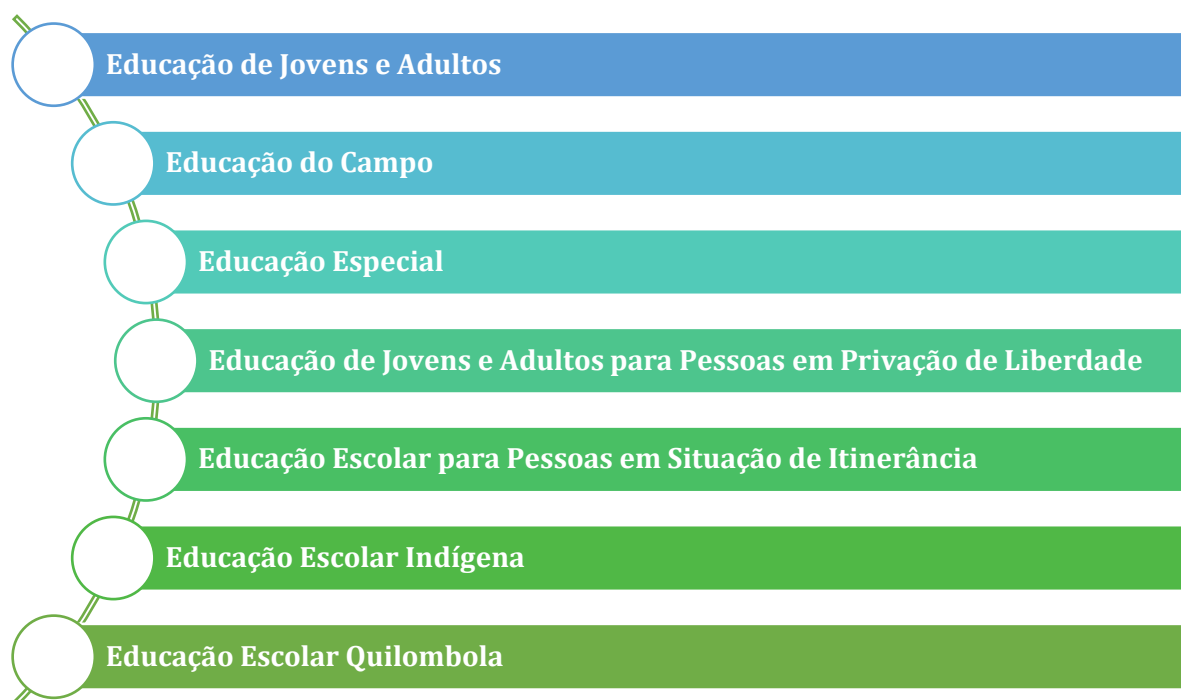 Educação de Jovens e Adultos
Educação do Campo
Educação Especial
Educação de Jovens e Adultos para Pessoas em Privação de Liberdade
Educação Escolar para Pessoas em Situação de Itinerância
Educação Escolar Indígena
Educação Escolar Quilombola